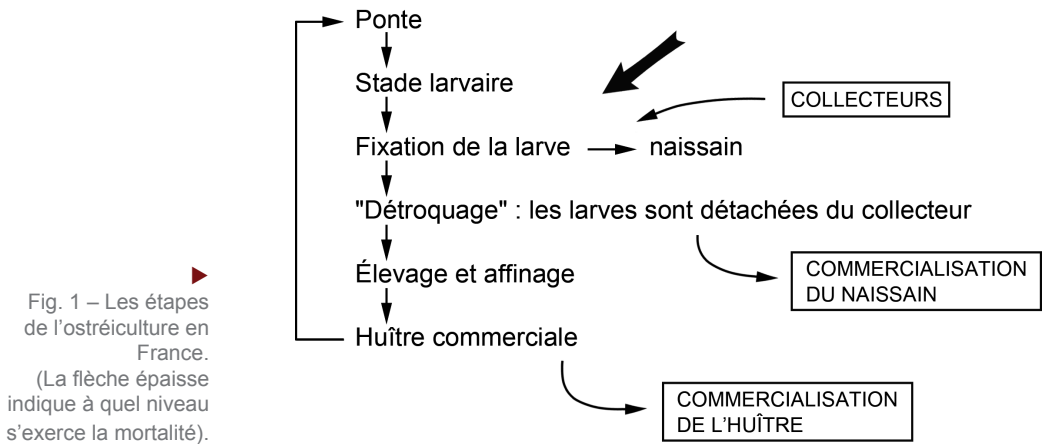 Ponte
Stade larvaire
COLLECTEURS
Fixation de la larve
naissain
"Détroquage" : les larves sont détachées du collecteur
Élevage et affinage
COMMERCIALISATION
DU NAISSAIN
Huître commerciale
COMMERCIALISATION
DE L'HUÎTRE
Fig. 1 – Les étapes
de l'ostréiculture en
France.
(La flèche épaisse
indique à quel niveau
s'exerce la mortalité).